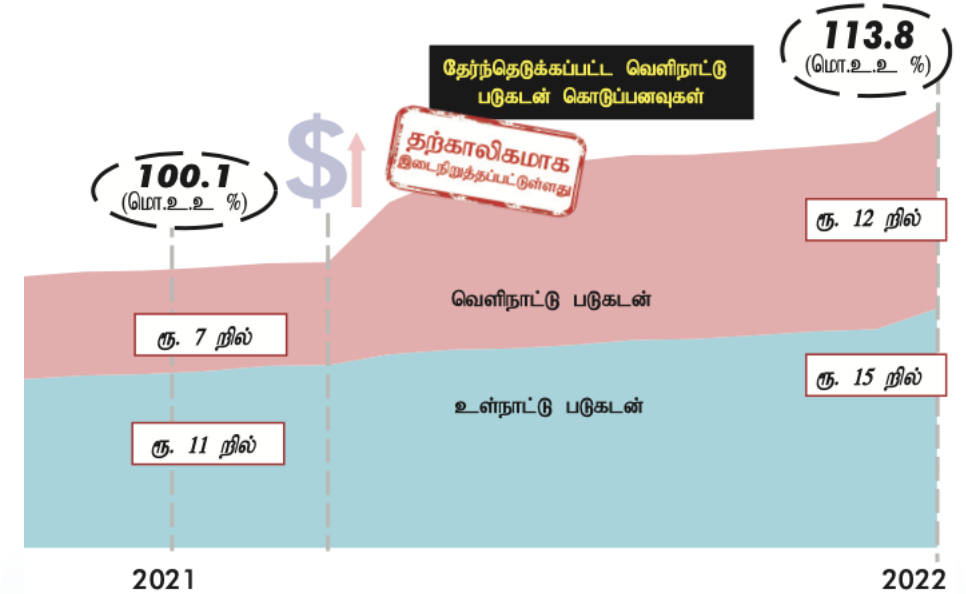 113.8
(மொ.உ.உ %)
தேர்ந்தெடுக்கப்பட்ட வெளிநாட்டு
படுகடன் கொடுப்பனவுகள்
தற்காலிகமாக
இடைநிறுத்தப்பட்டுள்ளது
$
100.1
(மொ.உ.உ %)
ரூ. 12 றில்
வெளிநாட்டு படுகடன்
ரூ. 7 றில்
ரூ. 15 றில்
உள்நாட்டு படுகடன்
ரூ. 11 றில்
2021
2022